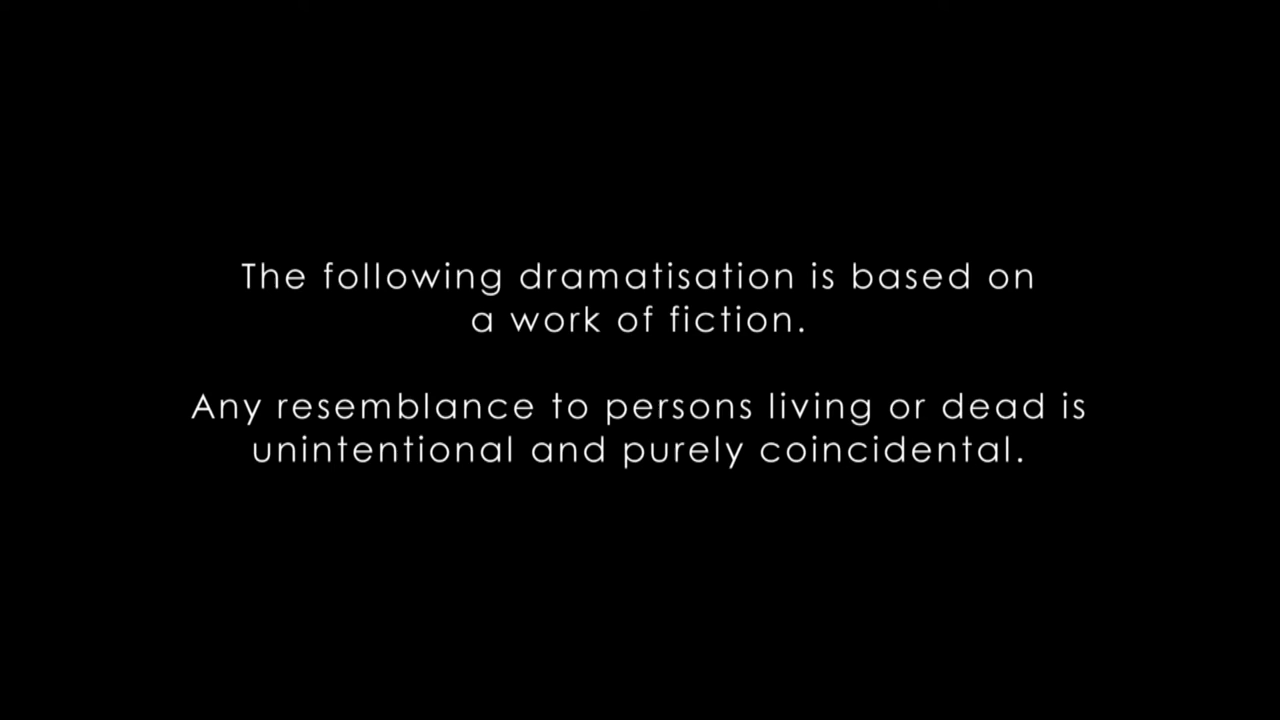 The following dramatisation is based on
a work of fiction.
Any resemblance to persons living or dead is
unintentional and purely coincidental.